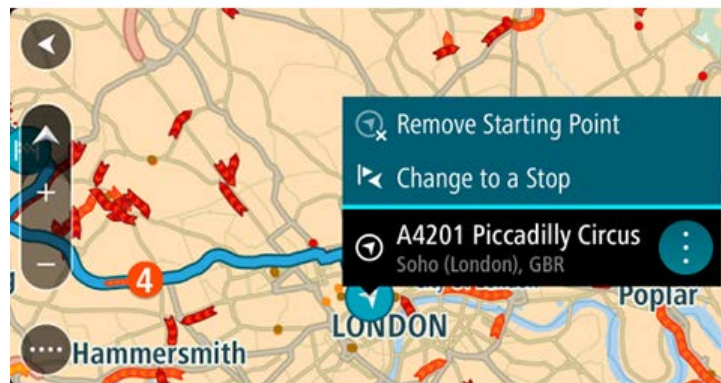 Remove Starting Point
Change to a Stop
A4201 Piccadilly Circus
Soho (London), GBR
4
Poplar
LONDON
Hammersmith